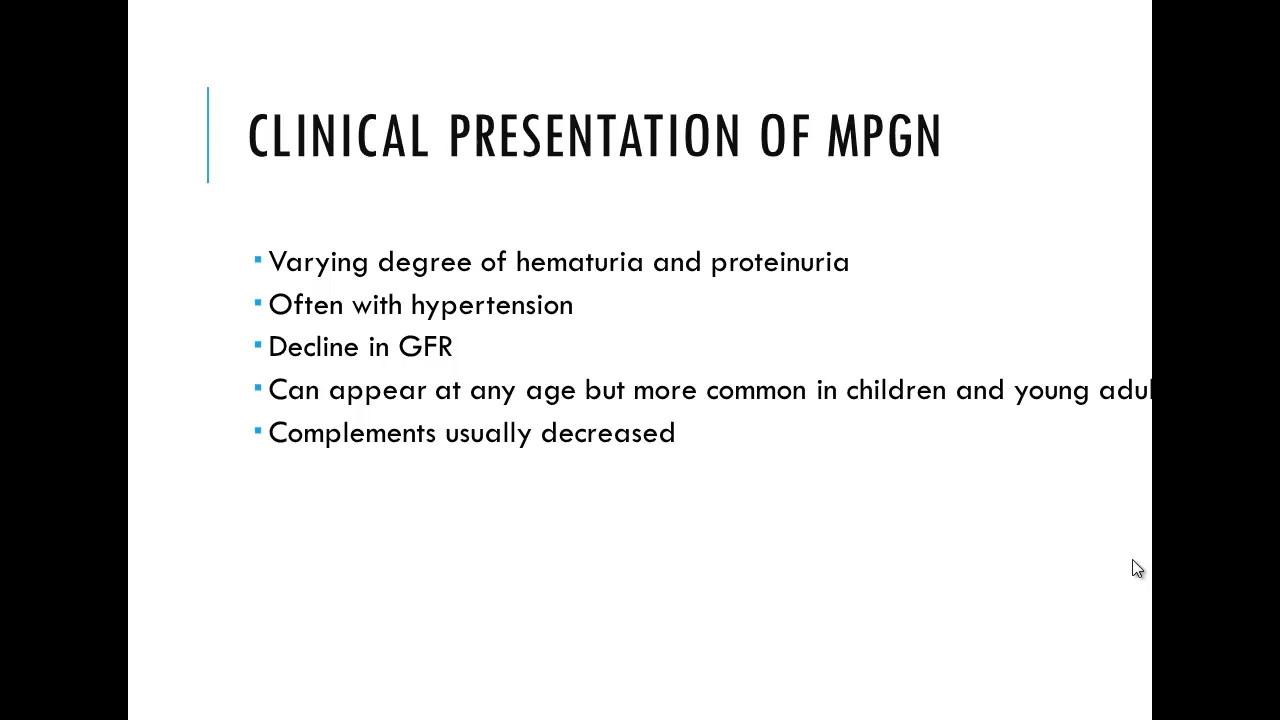 CLINICAL PRESENTATION OF MPGN
Varying degree of hematuria and proteinuria
Often with hypertension
Decline in GFR
Can appear at any age but more common in children and young
Complements usually decreased